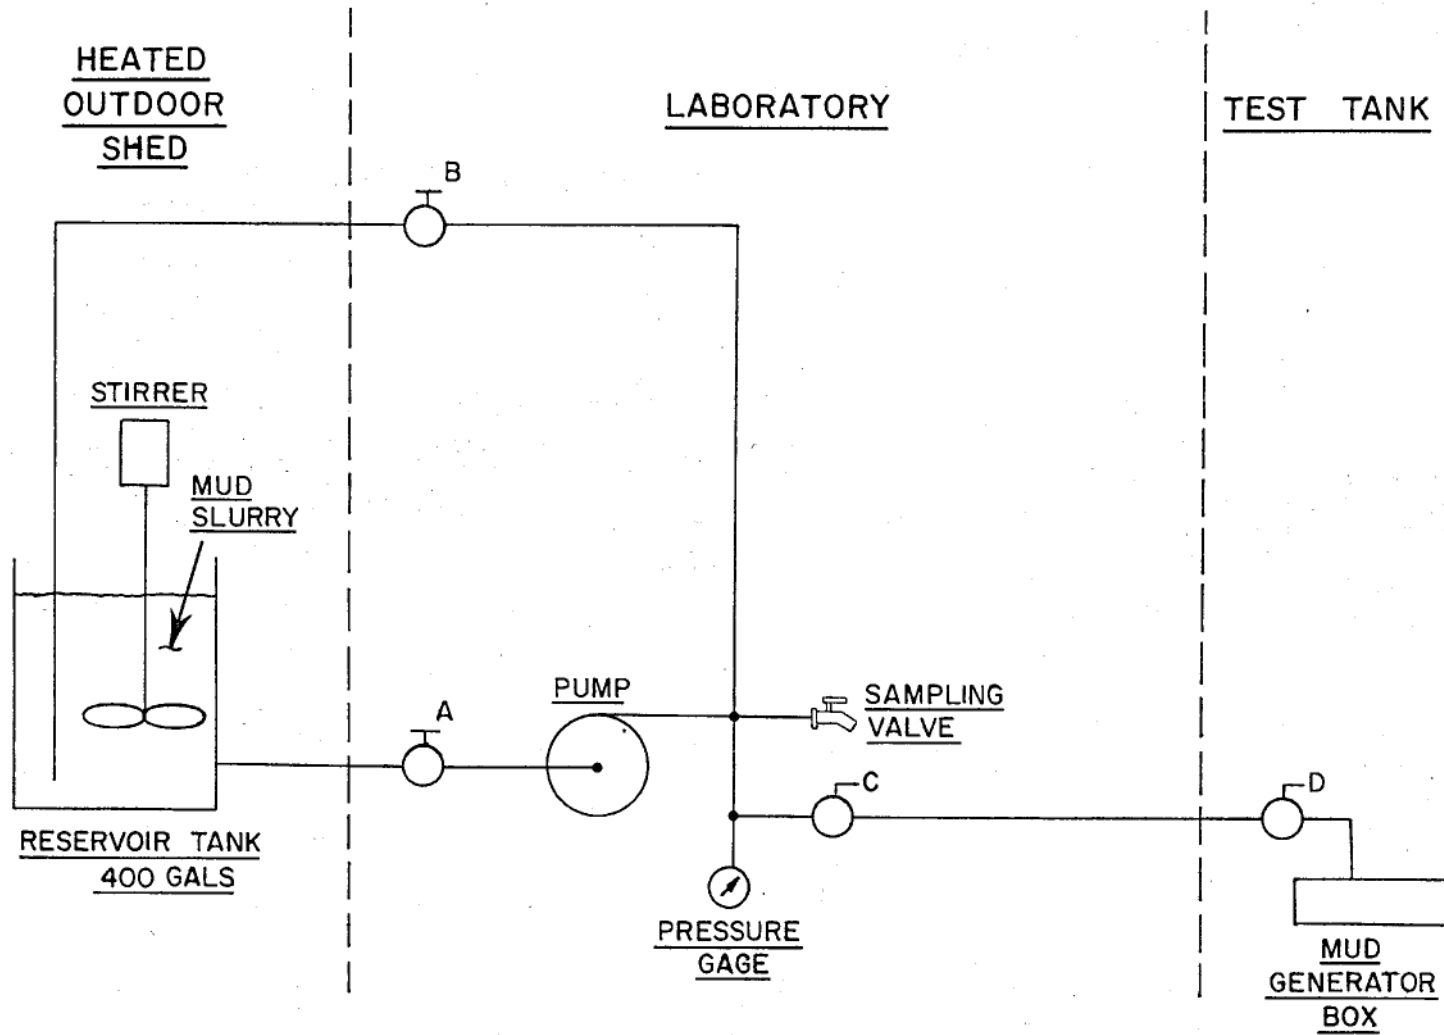 HEATED
OUTDOOR
SHED
LABORATORY
TEST TANK
B
STIRRER
MUD
SLURRY
A
PUMP
SAMPLING
VALVE
C
D
RESERVOIR TANK
400 GALS
PRESSURE
GAGE
MUD
GENERATOR
BOX